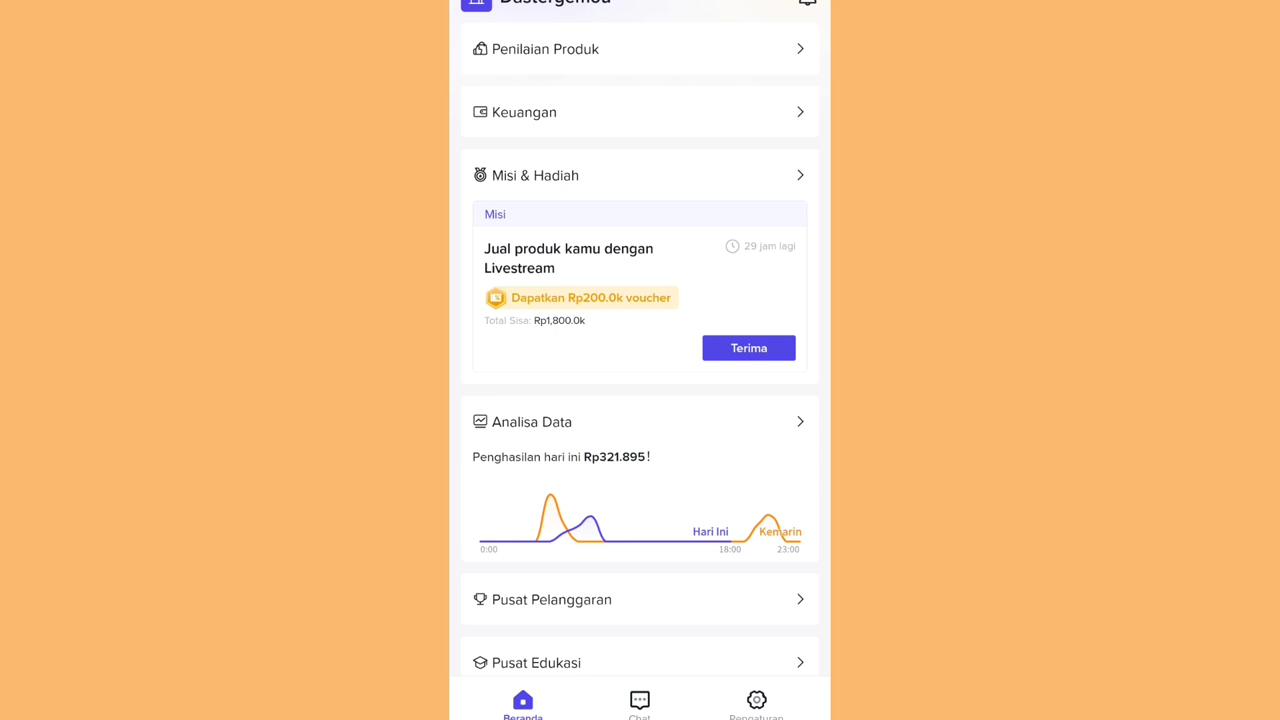 Penilaian Produk
Keuangan
Misi & Hadiah
Misi
Jual produk kamu dengan
Livestream
29 jam lagi
Dapatkan Rp200.0k voucher
Total Sisa: Rp1,800.0k
Terima
Analisa Data
Penghasilan hari ini Rp321.895!
Hari Ini
Kemarin
0:00
18:00
23:00
Pusat Pelanggaran
Pusat Edukasi
Beranda
Chat
Pengaturan